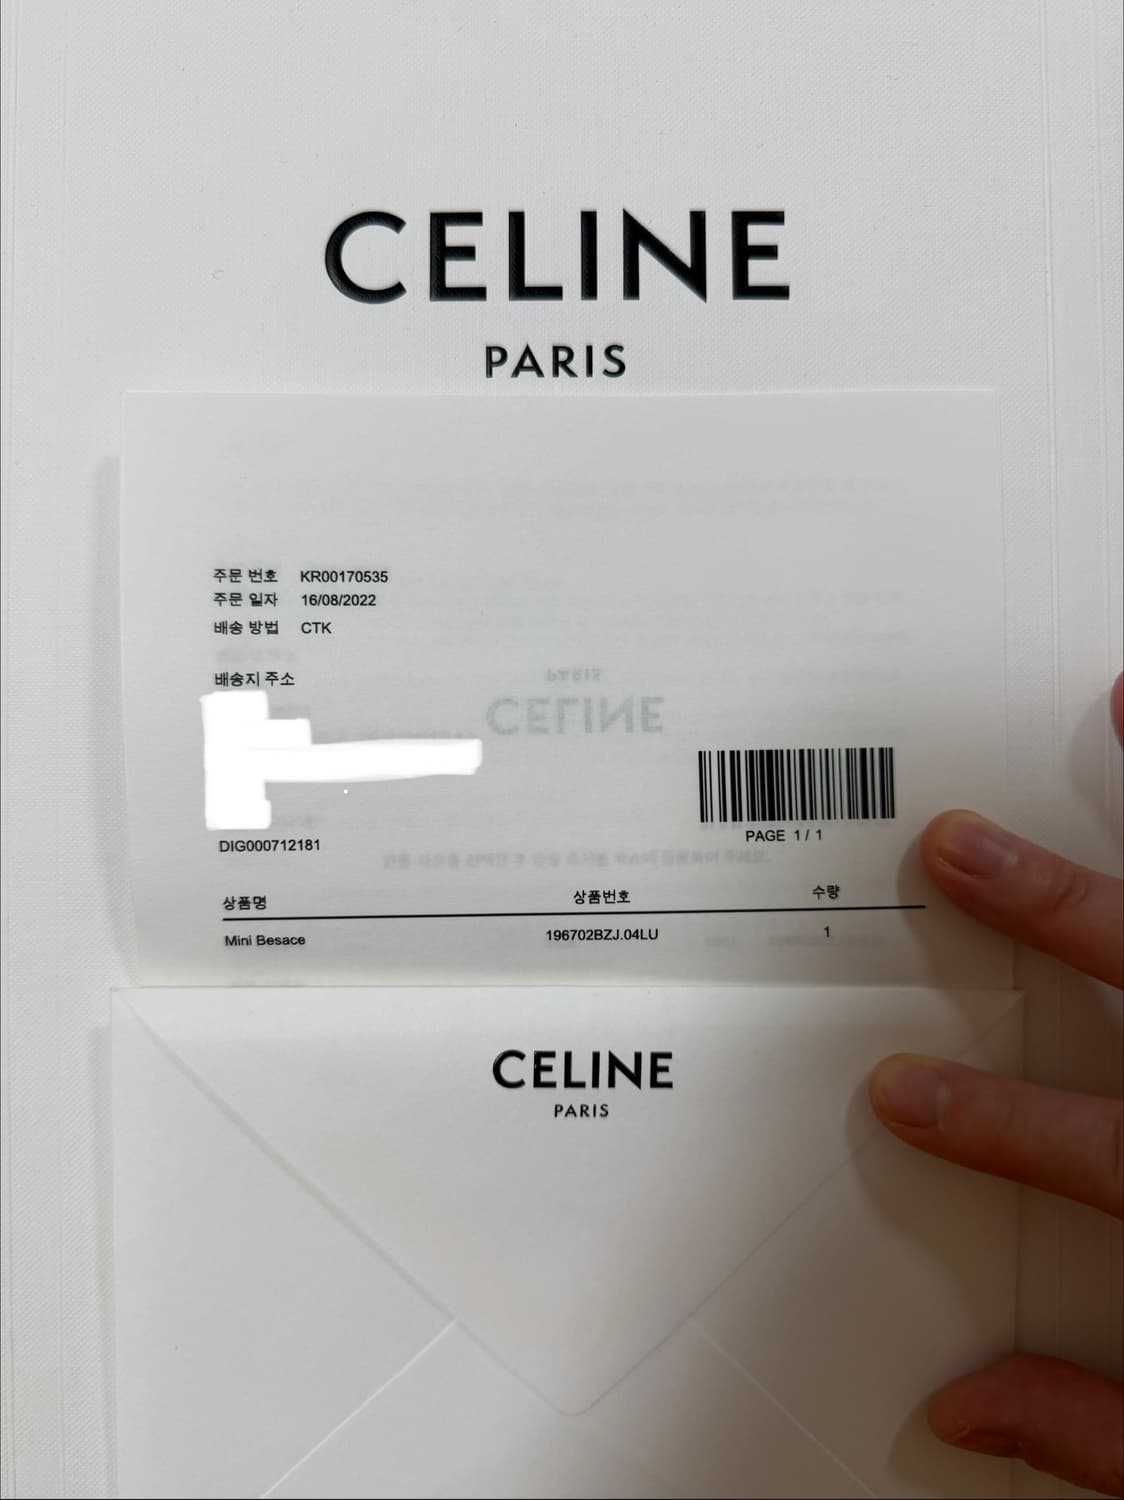 CELINE
PARIS
주문 번호 KR00170535
주문 일자 16/08/2022
배송 방법 CTK
배송지 주소
PARIS
CELINE
PAGE 1 / 1
DIG000712181
상품명 상품번호 수량
Mini Besace 196702BZJ.04LU 1
CELINE
PARIS